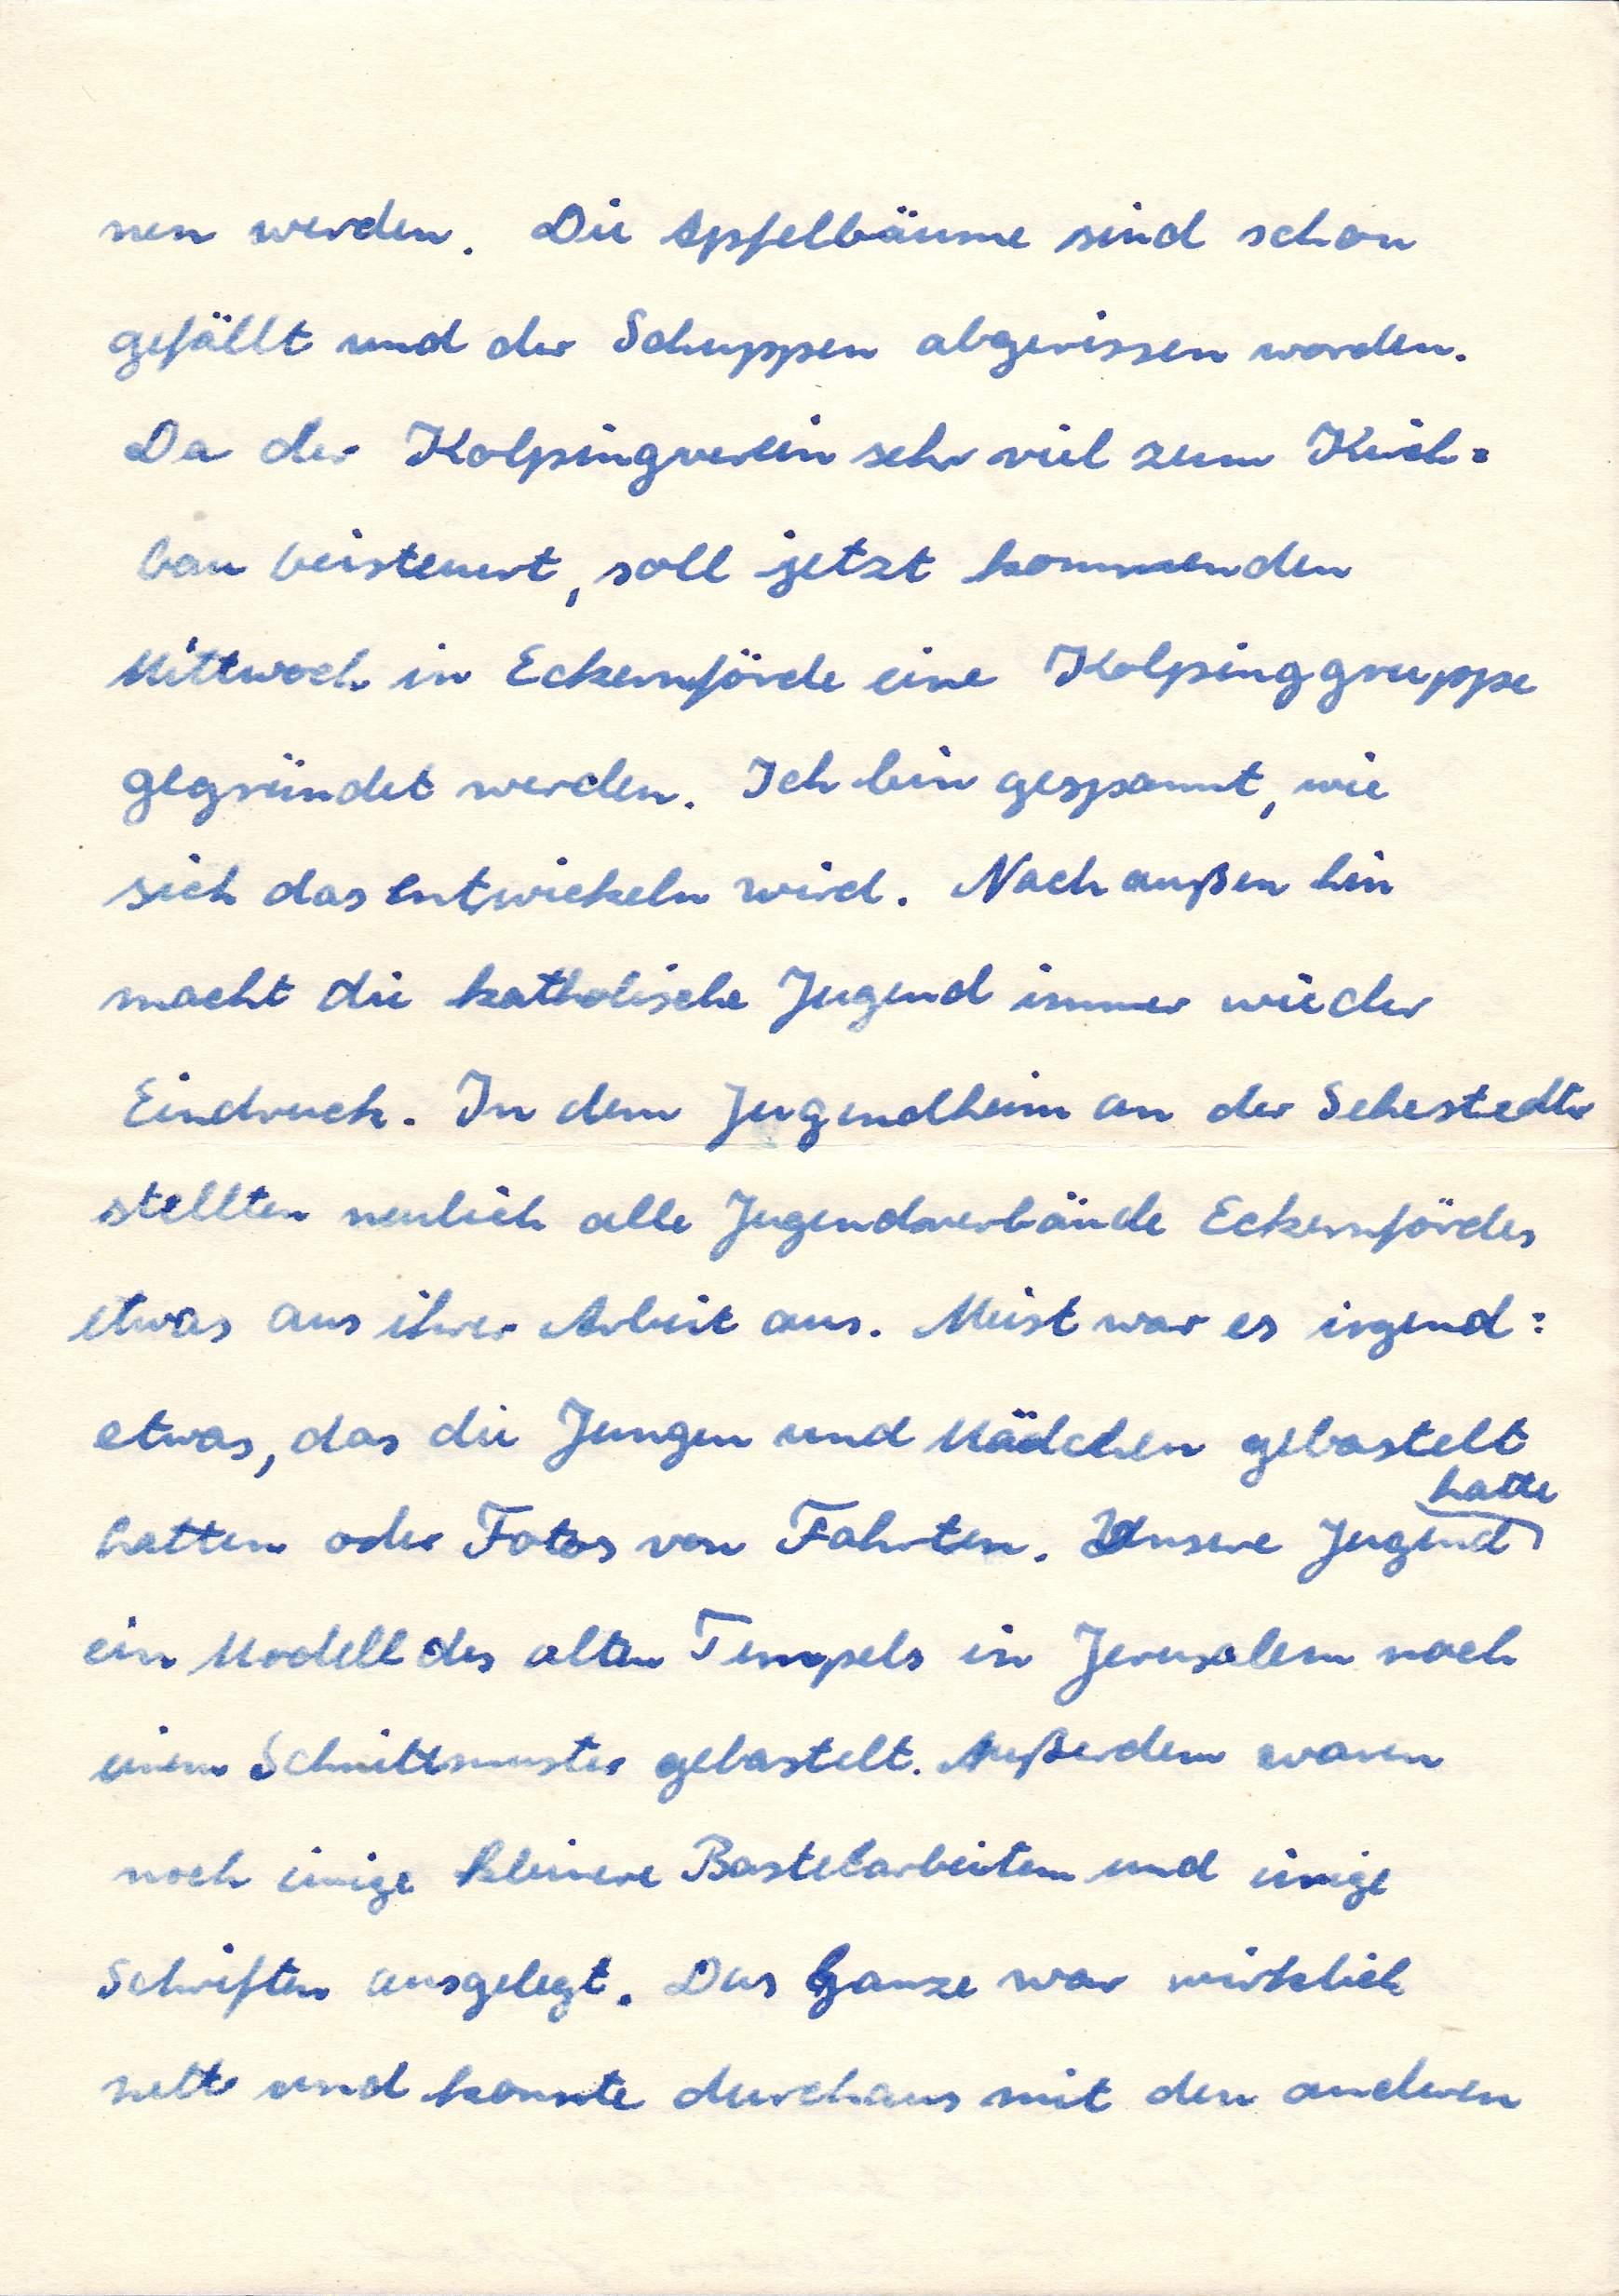 nen werden. Die Apfelbäume sind schon
gefällt und der Schuppen abgerissen worden.
Da der Kolpingverein sehr viel zum Kirch=
bau beisteuert, soll jetzt kommenden
Mittwoch in Eckernförde eine Kolpinggruppe
gegründet werden. Ich bin gespannt, wie
sich das entwickeln wird. Nach außen hin
macht die katholische Jugend immer wieder
Eindruck. In dem Jugendheim an der Sehestedtr
stellten neulich alle Jugendverbände Eckernfördes
etwas aus ihrer Arbeit aus. Meist war es irgend=
etwas, das die Jungen und Mädchen gebastelt
hatten oder Fotos von Fahrten. Unsere Jugend hatte
ein Modell des alten Tempels in Jerusalem nach
einem Schnittmuster gebastelt. Außerdem waren
noch einige kleinere Bastelarbeiten und einige
Schriften ausgelegt. Das Ganze war wirklich
nett und konnte durchaus mit den anderen